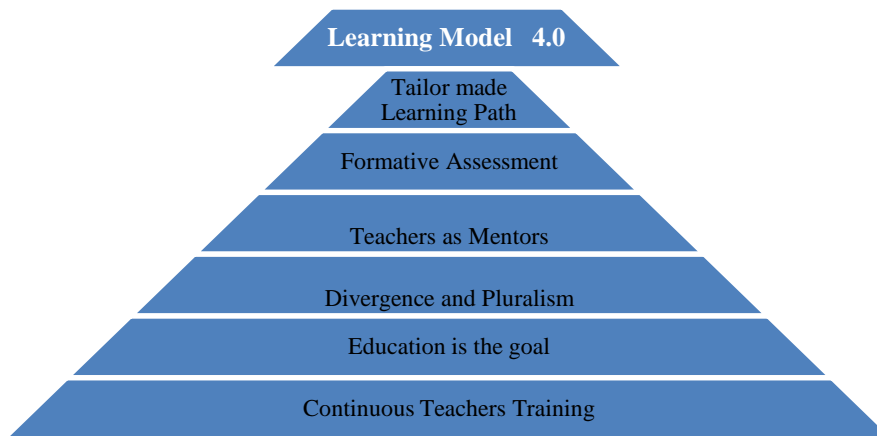 Learning Model 4.0
Tailor made
Learning Path
Formative Assessment
Teachers as Mentors
Divergence and Pluralism
Education is the goal
Continuous Teachers Training